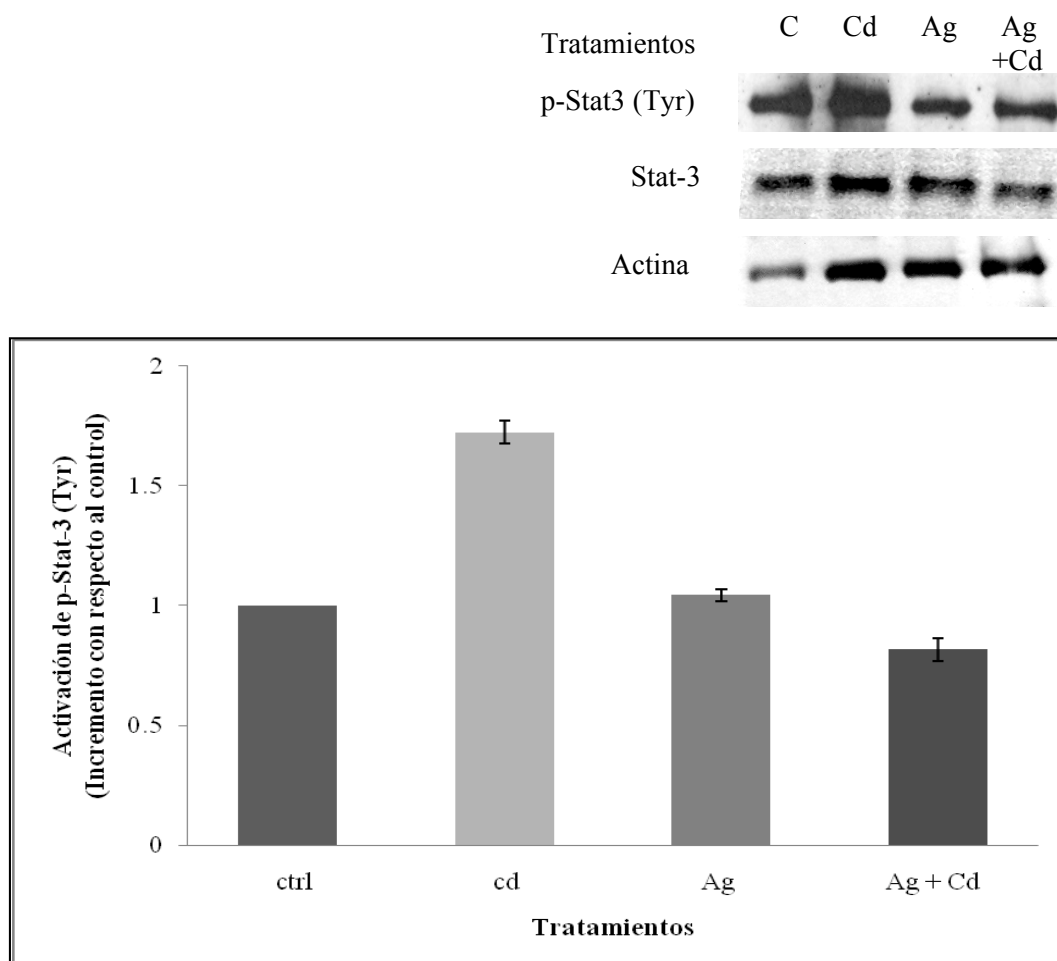 Tratamientos C Cd Ag Ag
+Cd
p-Stat3 (Tyr)
Stat-3
Actina
Activación de p-Stat-3 (Tyr)
(Incremento con respecto al control)
2
1.5
1
0.5
0
ctrl cd Ag Ag + Cd
Tratamientos